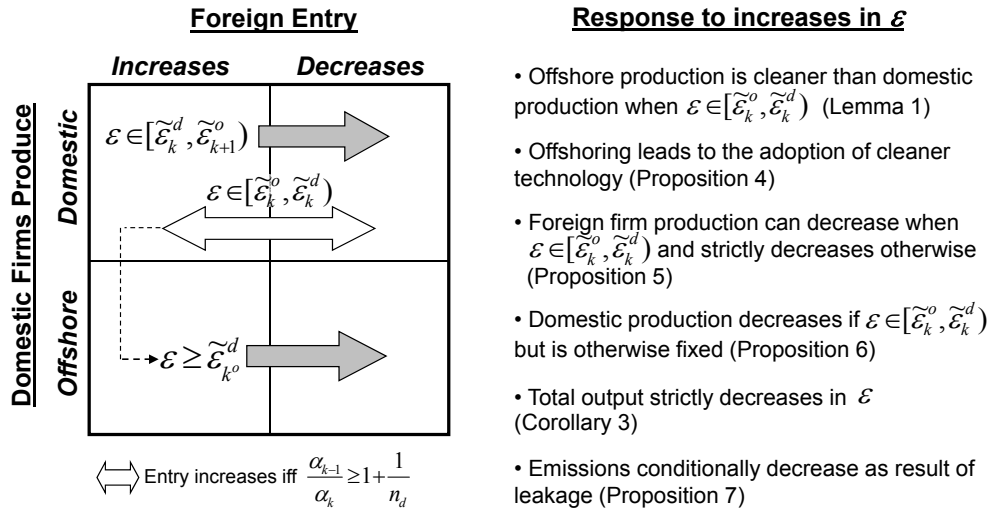 Foreign Entry
Increases Decreases
Domestic Firms Produce
Domestic
Offshore
ε ∈ [ε̃_k^d, ε̃_{k+1}^o)
ε ∈ [ε̃_k^o, ε̃_k^d)
ε ≥ ε̃_{k^o}^d
Entry increases iff α_{k-1}/α_k ≥ 1 + 1/n_d
Response to increases in ε
• Offshore production is cleaner than domestic
production when ε ∈ [ε̃_k^o, ε̃_k^d) (Lemma 1)
• Offshoring leads to the adoption of cleaner
technology (Proposition 4)
• Foreign firm production can decrease when
ε ∈ [ε̃_k^o, ε̃_k^d) and strictly decreases otherwise
(Proposition 5)
• Domestic production decreases if ε ∈ [ε̃_k^o, ε̃_k^d)
but is otherwise fixed (Proposition 6)
• Total output strictly decreases in ε
(Corollary 3)
• Emissions conditionally decrease as result of
leakage (Proposition 7)